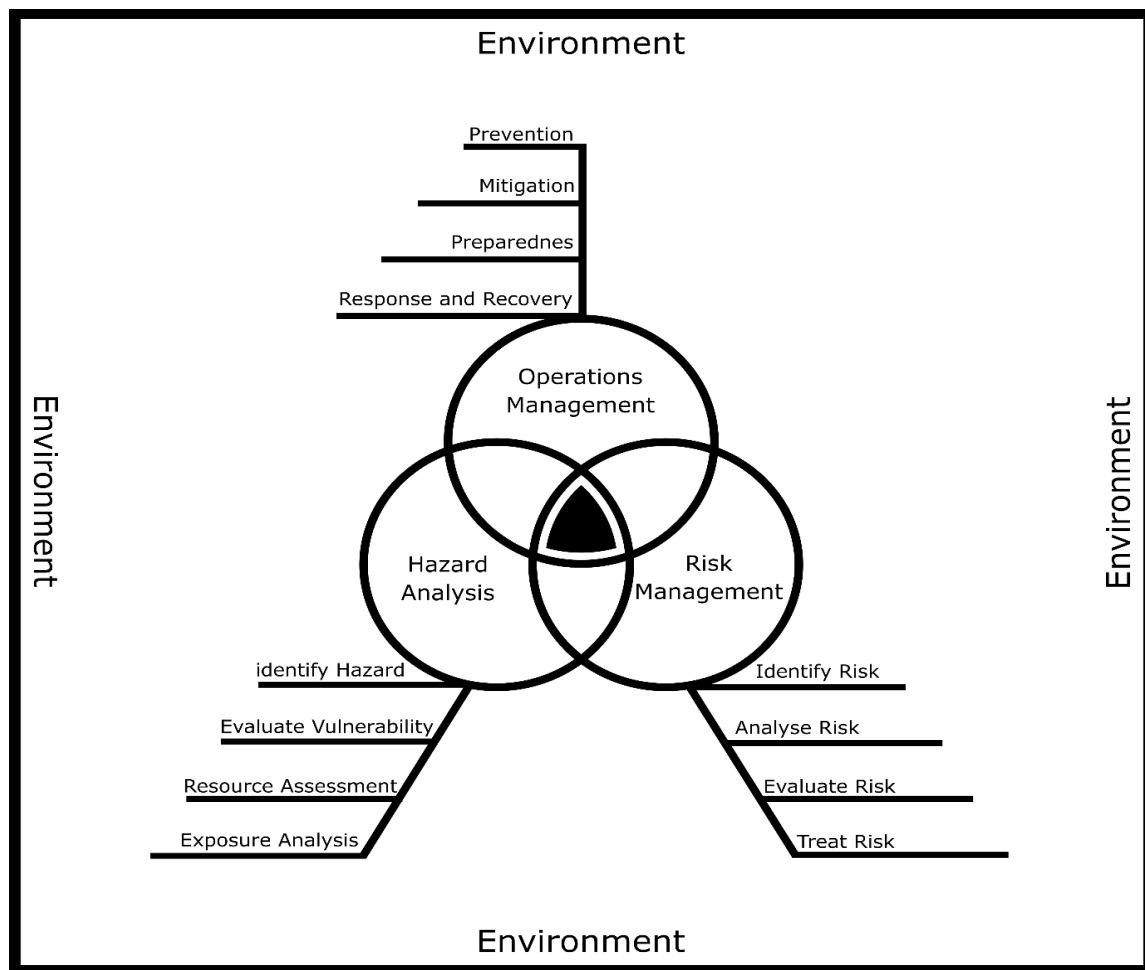 Environment
Prevention
Mitigation
Preparednes
Response and Recovery
Operations
Management
Environment
Environment
Hazard
Analysis
Risk
Management
identify Hazard
Identify Risk
Evaluate Vulnerability
Analyse Risk
Resource Assessment
Evaluate Risk
Exposure Analysis
Treat Risk
Environment